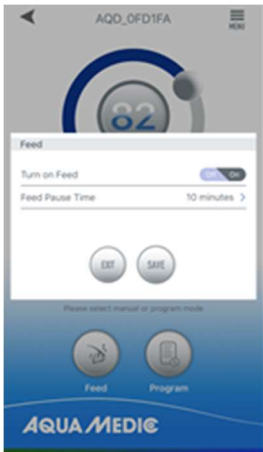 AQD_0FD1FA
MENU
82
Feed
Turn on Feed
Off On
Feed Pause Time 10 minutes >
EXIT SAVE
Please select manual or program mode
Feed Program
AQUA MEDIC